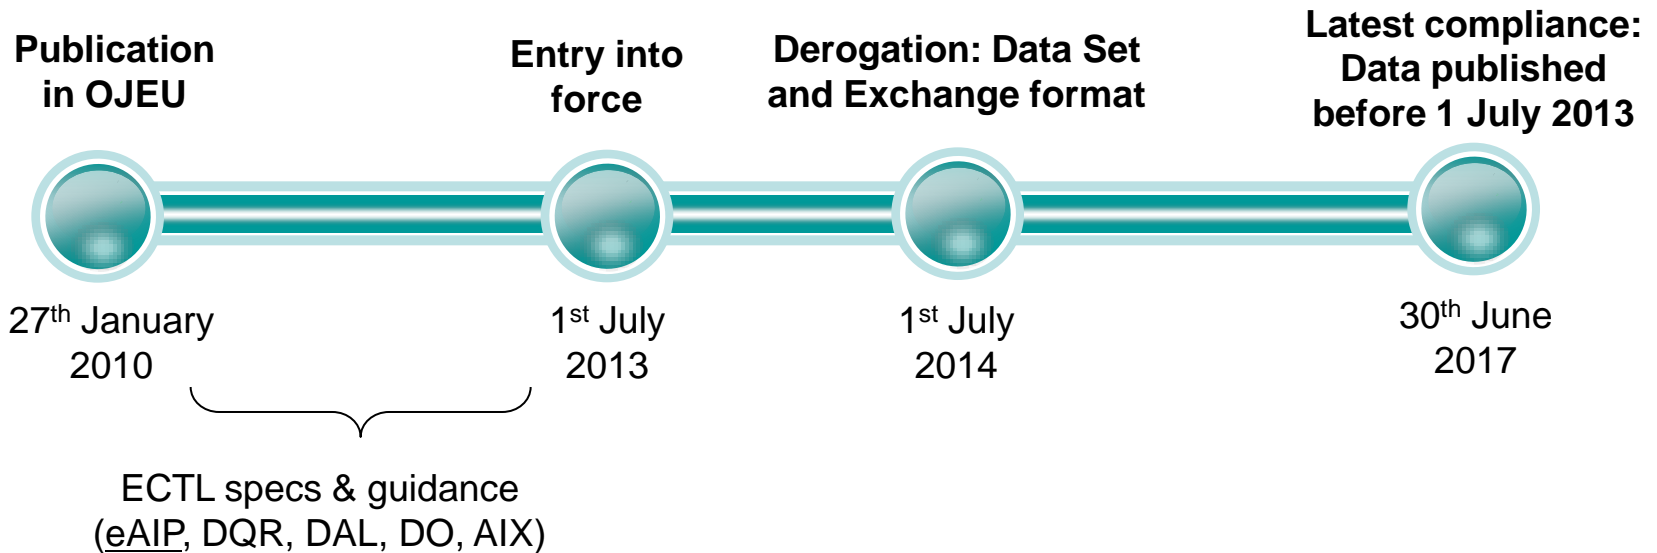 Publication
in OJEU
Entry into
force
Derogation: Data Set
and Exchange format
Latest compliance:
Data published
before 1 July 2013
27th January
2010
1st July
2013
1st July
2014
30th June
2017
ECTL specs & guidance
(eAIP, DQR, DAL, DO, AIX)